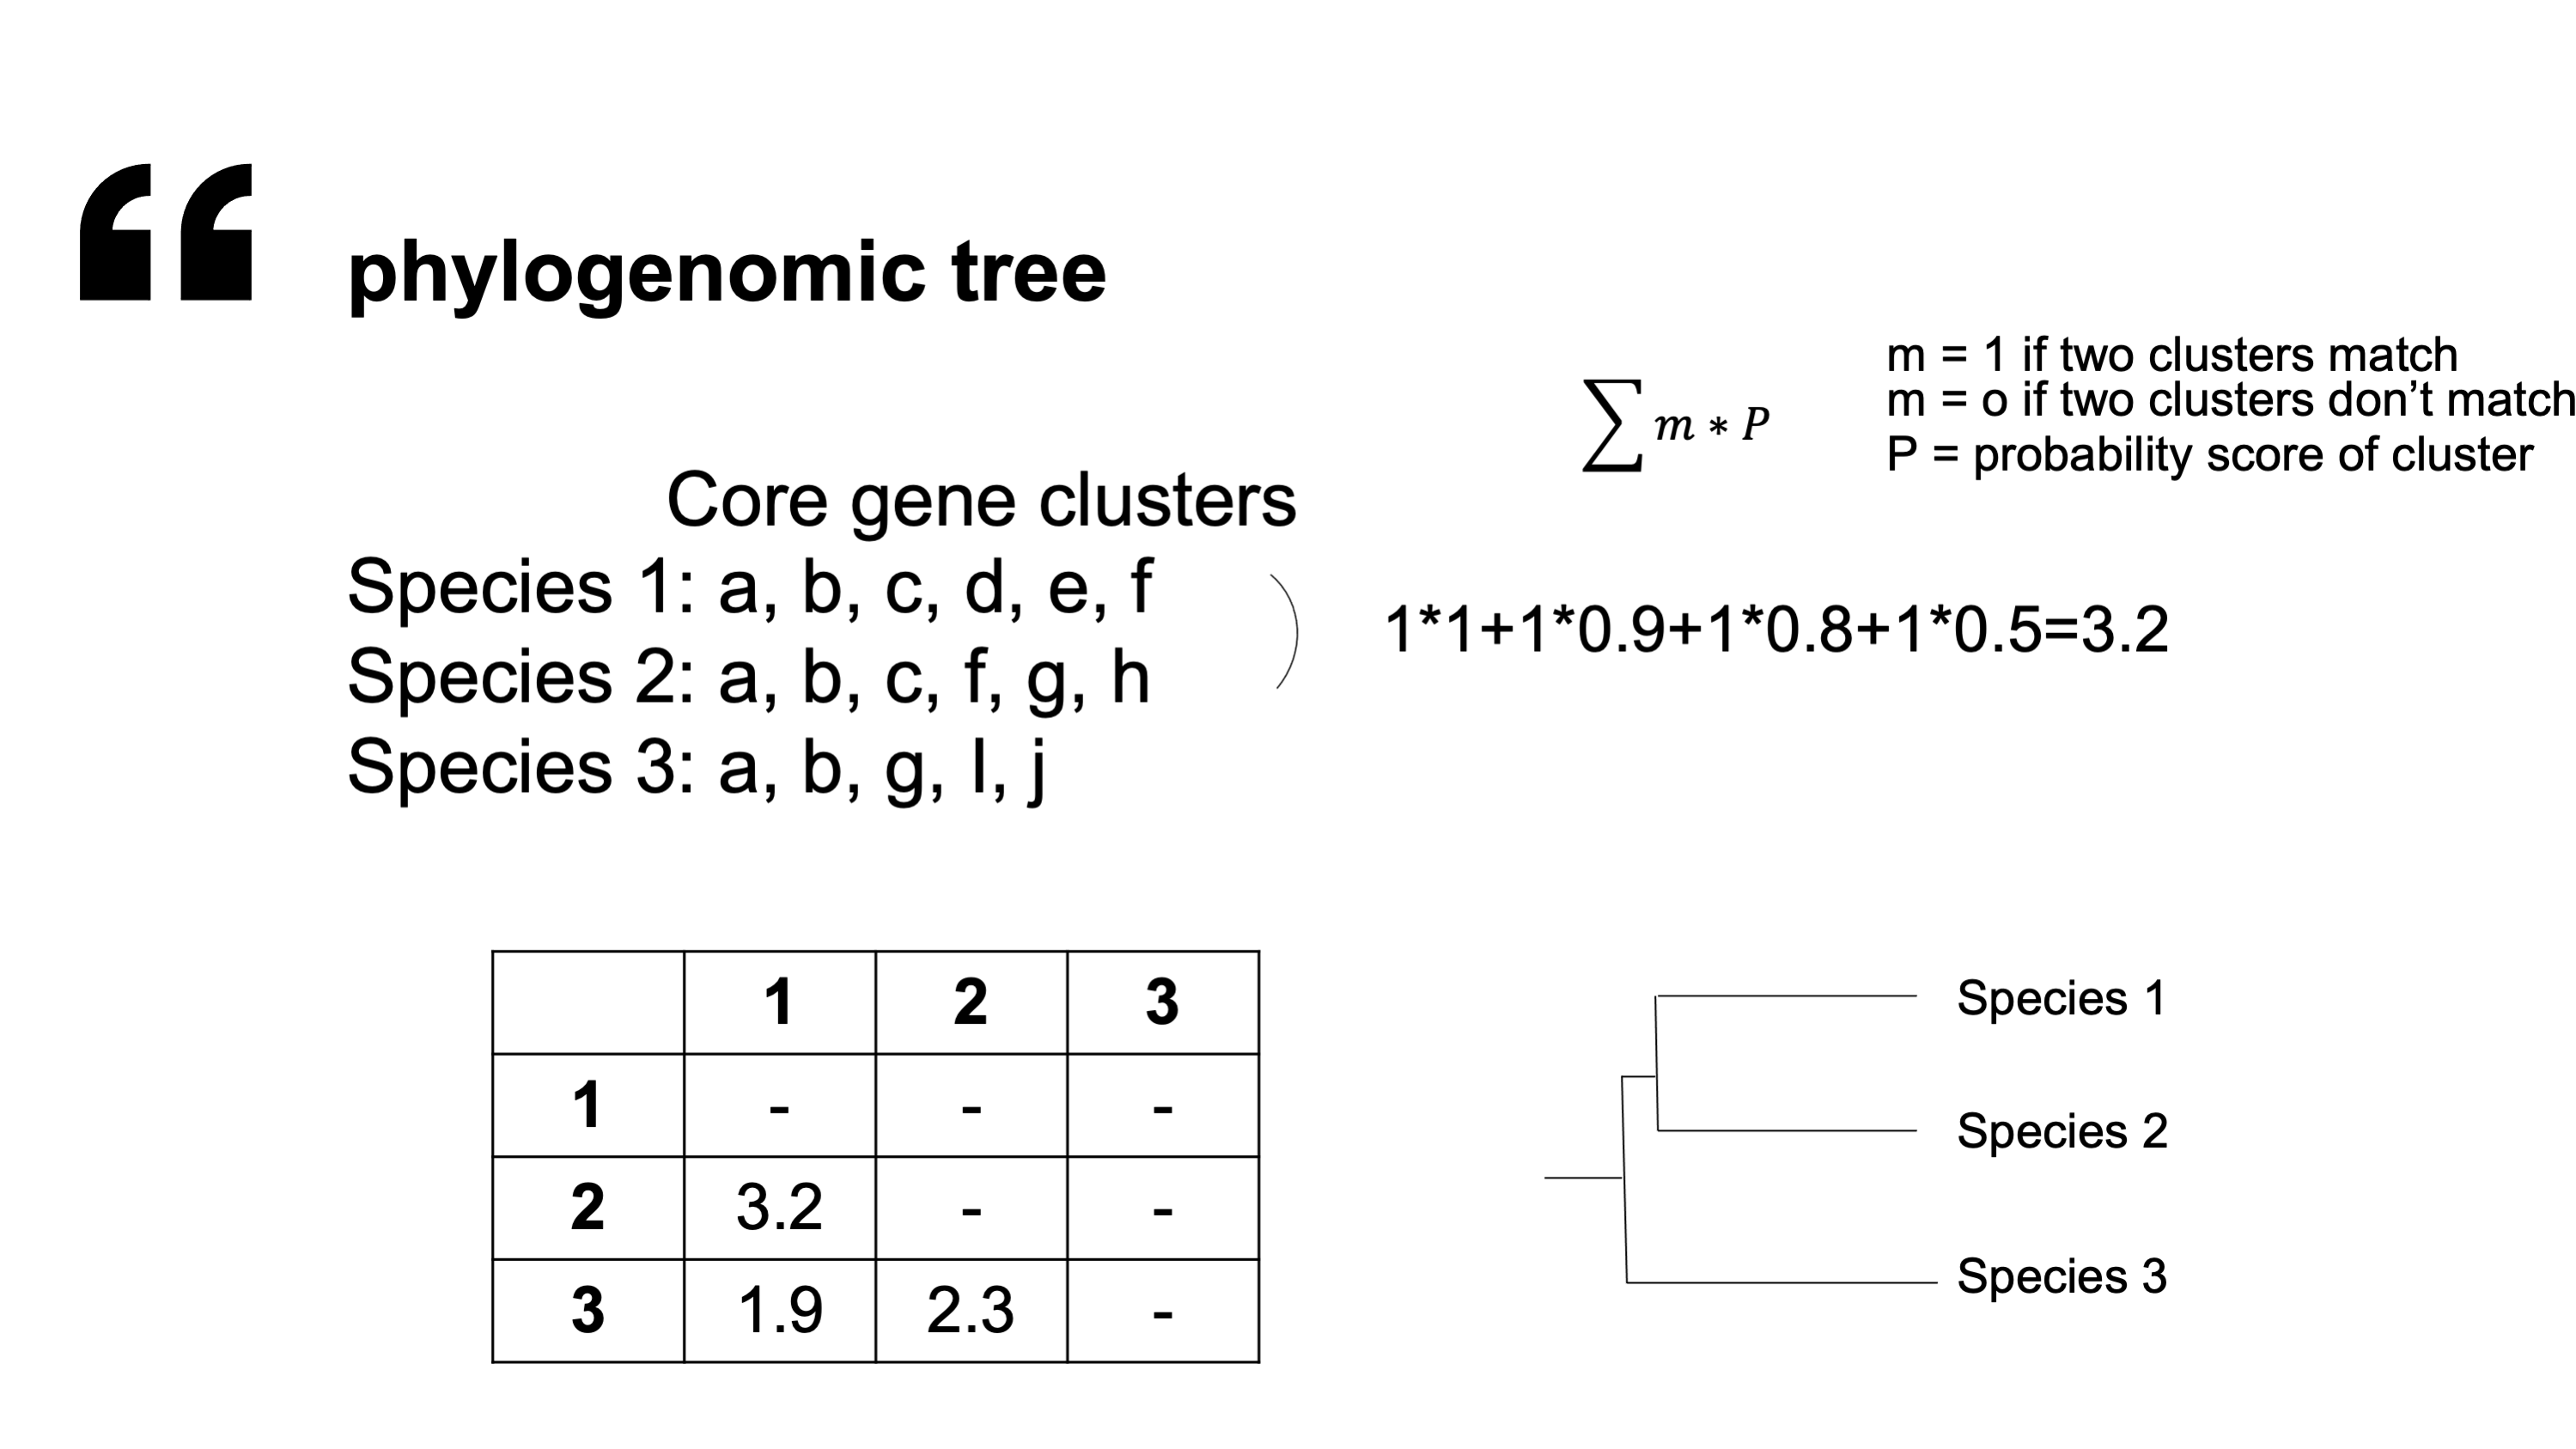 “
phylogenomic tree
∑ m ∗ P
m = 1 if two clusters match
m = o if two clusters don’t match
P = probability score of cluster
Core gene clusters
Species 1: a, b, c, d, e, f
Species 2: a, b, c, f, g, h
Species 3: a, b, g, I, j
1*1+1*0.9+1*0.8+1*0.5=3.2
1 2 3
1 - - -
2 3.2 - -
3 1.9 2.3 -
Species 1
Species 2
Species 3